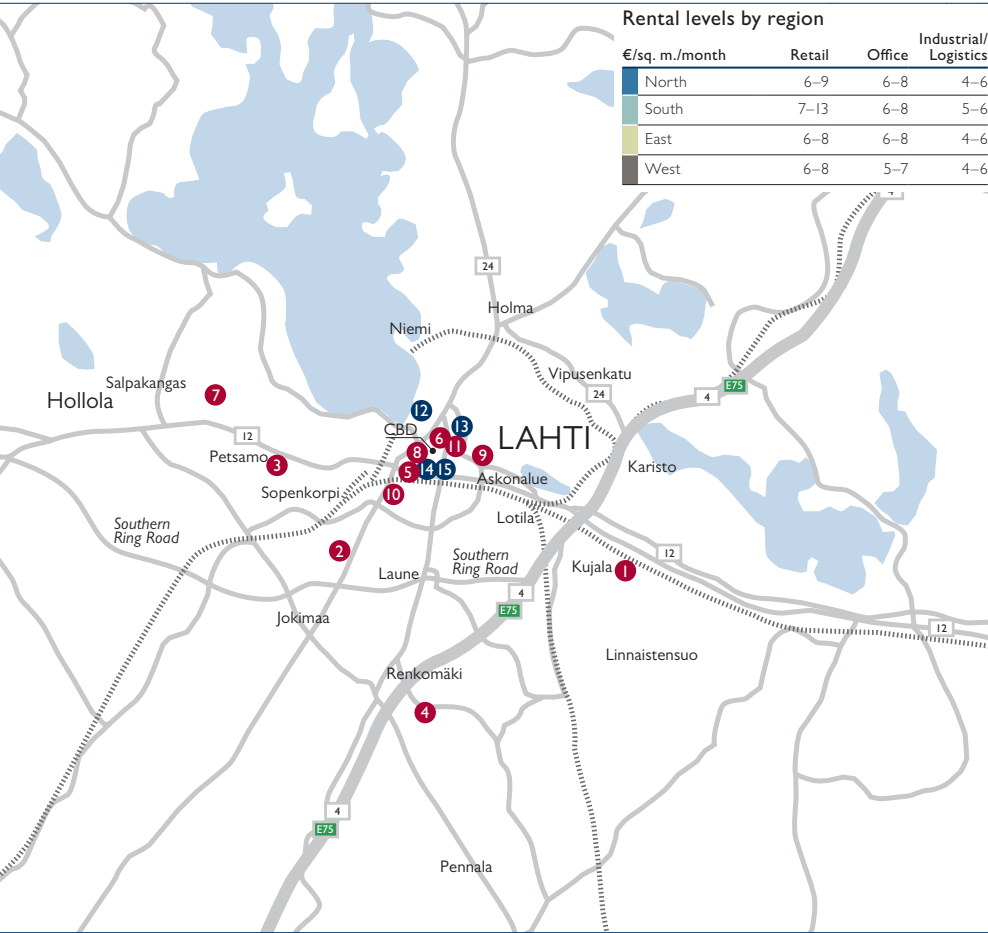 Rental levels by region
€/sq. m./month Retail Office Industrial/
Logistics
North 6–9 6–8 4–6
South 7–13 6–8 5–6
East 6–8 6–8 4–6
West 6–8 5–7 4–6
4
24
Holma
Niemi
Vipusenkatu
24
4
E75
Salpakangas
7
Hollola
12
13
CBD
6
11
LAHTI
12
Petsamo
3
8
9
5
14
15
Askonalue
Karisto
Sopenkorpi
10
Lotila
Southern
Ring Road
2
Laune
Southern
Ring Road
Kujala
1
12
4
E75
Jokimaa
12
Linnaistensuo
Renkomäki
4
4
E75
Pennala